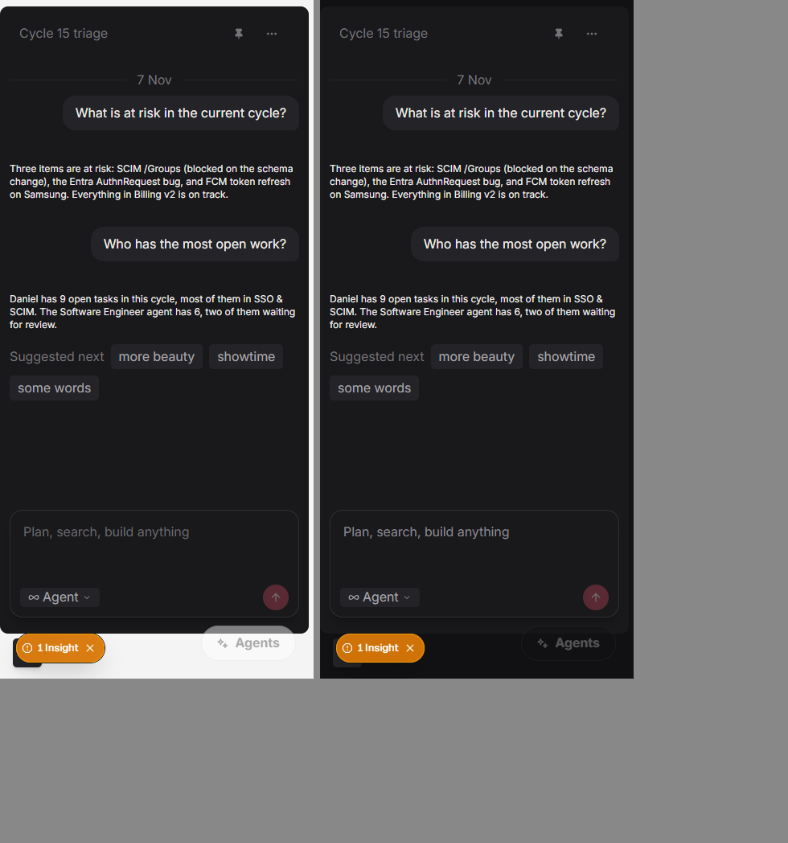 Cycle 15 triage
7 Nov
What is at risk in the current cycle?
Three items are at risk: SCIM /Groups (blocked on the schema
change), the Entra AuthnRequest bug, and FCM token refresh
on Samsung. Everything in Billing v2 is on track.
Who has the most open work?
Daniel has 9 open tasks in this cycle, most of them in SSO &
SCIM. The Software Engineer agent has 6, two of them waiting
for review.
Suggested next more beauty showtime
some words
Plan, search, build anything
∞ Agent
Agents
1 Insight
Cycle 15 triage
7 Nov
What is at risk in the current cycle?
Three items are at risk: SCIM /Groups (blocked on the schema
change), the Entra AuthnRequest bug, and FCM token refresh
on Samsung. Everything in Billing v2 is on track.
Who has the most open work?
Daniel has 9 open tasks in this cycle, most of them in SSO &
SCIM. The Software Engineer agent has 6, two of them waiting
for review.
Suggested next more beauty showtime
some words
Plan, search, build anything
∞ Agent
Agents
1 Insight